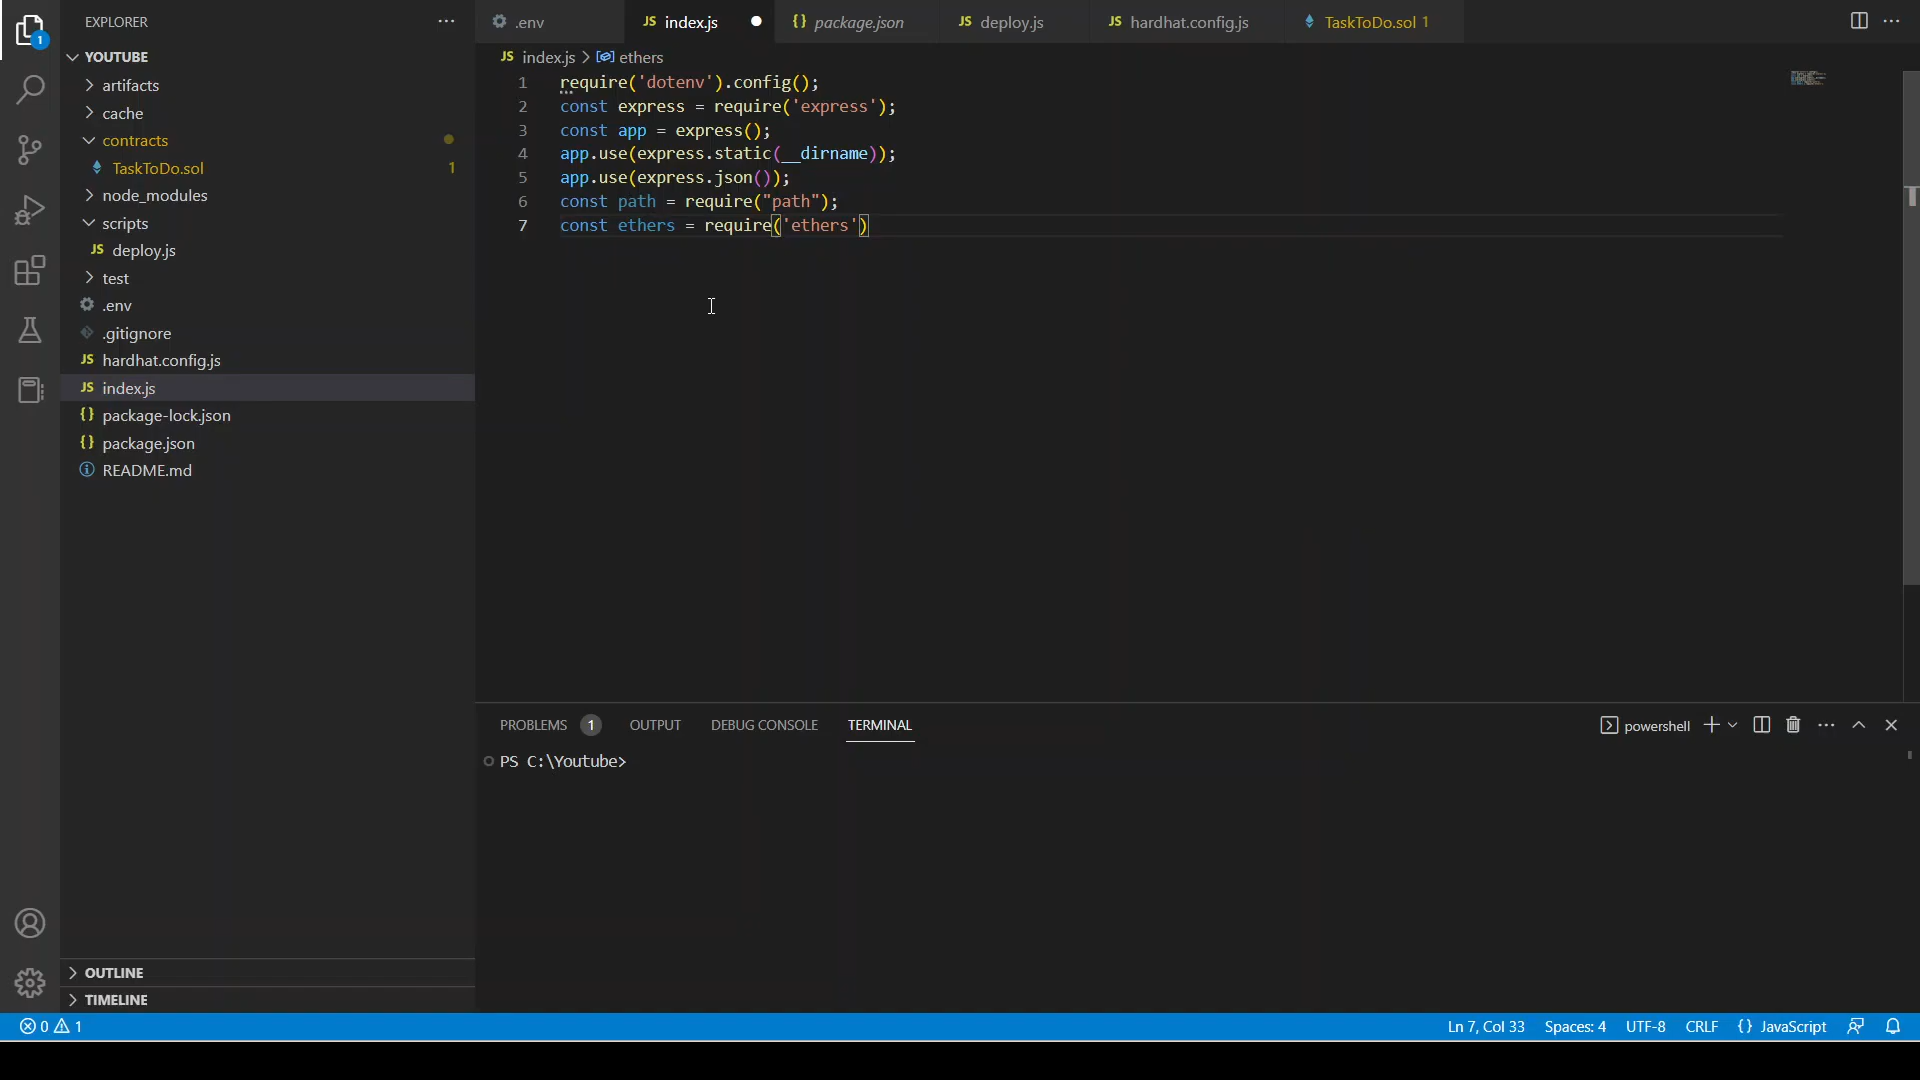 EXPLORER
.env
JS index.js
{} package.json
JS deploy.js
JS hardhat.config.js
TaskToDo.sol 1
1
YOUTUBE
artifacts
cache
contracts
TaskToDo.sol 1
node_modules
scripts
JS deploy.js
test
.env
.gitignore
JS hardhat.config.js
JS index.js
{} package-lock.json
{} package.json
README.md
OUTLINE
TIMELINE
JS index.js > ethers
1 require('dotenv').config();
2 const express = require('express');
3 const app = express();
4 app.use(express.static(__dirname));
5 app.use(express.json());
6 const path = require("path");
7 const ethers = require('ethers')
PROBLEMS 1 OUTPUT DEBUG CONSOLE TERMINAL
powershell
PS C:\Youtube>
0 1
Ln 7, Col 33 Spaces: 4 UTF-8 CRLF {} JavaScript